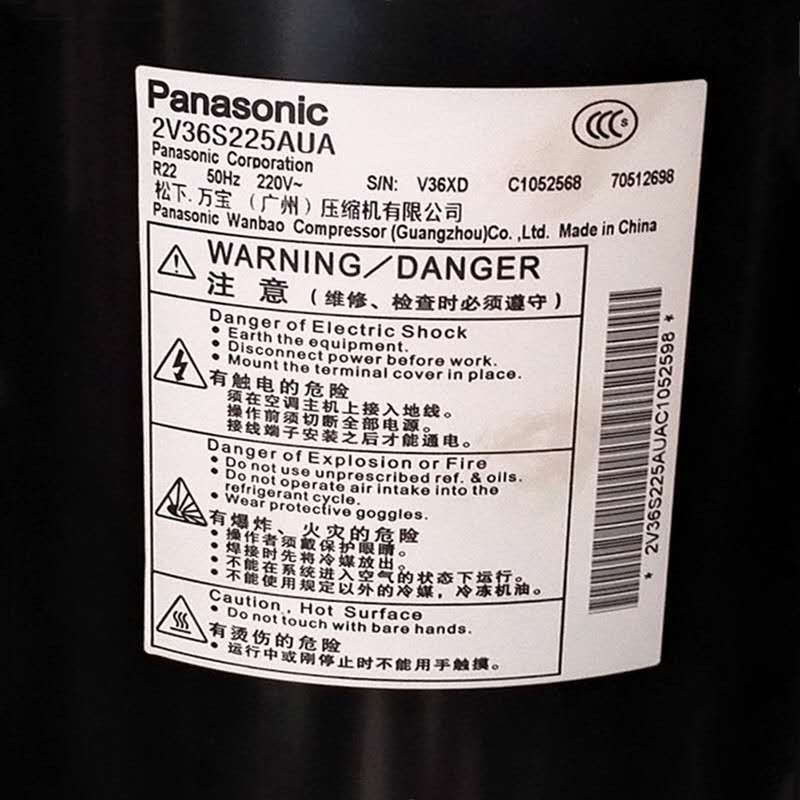 Panasonic
CCC S
2V36S225AUA
Panasonic Corporation
R22 50Hz 220V~ S/N: V36XD C1052568 70512698
松下.万宝（广州）压缩机有限公司
Panasonic Wanbao Compressor (Guangzhou)Co.,Ltd. Made in China
WARNING/DANGER
注意（维修、检查时必须遵守）
Danger of Electric Shock
• Earth the equipment.
• Disconnect power before work.
• Mount the terminal cover in place.
有触电的危险
须在空调主机上接入地线。
操作前须切断全部电源。
接线端子安装之后才能通电。
Danger of Explosion or Fire
• Do not use unprescribed ref. & oils.
• Do not operate air intake into the
refrigerant cycle.
• Wear protective goggles.
有爆炸、火灾的危险
• 操作者须戴保护眼睛。
• 焊接时先将冷媒放出。
• 不能在系统进入空气的状态下运行。
• 不能使用规定以外的冷媒，冷冻机油。
Caution, Hot Surface
• Do not touch with bare hands.
有烫伤的危险
• 运行中或刚停止时不能用手触摸。
* 2V36S225AUAC1052598 *